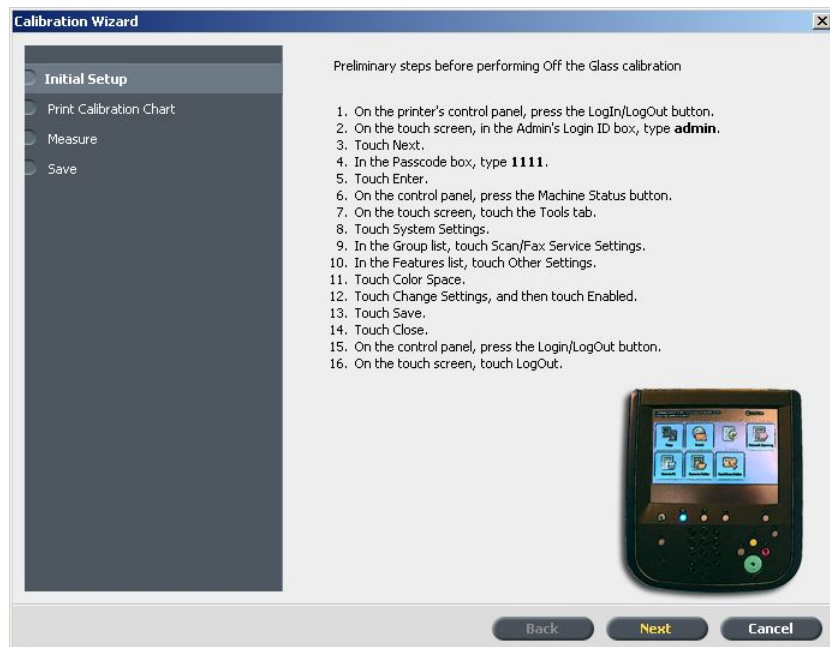 Calibration Wizard
Initial Setup
Print Calibration Chart
Measure
Save
Preliminary steps before performing Off the Glass calibration
1. On the printer's control panel, press the LogIn/LogOut button.
2. On the touch screen, in the Admin's Login ID box, type admin.
3. Touch Next.
4. In the Passcode box, type 1111.
5. Touch Enter.
6. On the control panel, press the Machine Status button.
7. On the touch screen, touch the Tools tab.
8. Touch System Settings.
9. In the Group list, touch Scan/Fax Service Settings.
10. In the Features list, touch Other Settings.
11. Touch Color Space.
12. Touch Change Settings, and then touch Enabled.
13. Touch Save.
14. Touch Close.
15. On the control panel, press the Login/LogOut button.
16. On the touch screen, touch LogOut.
Back Next Cancel